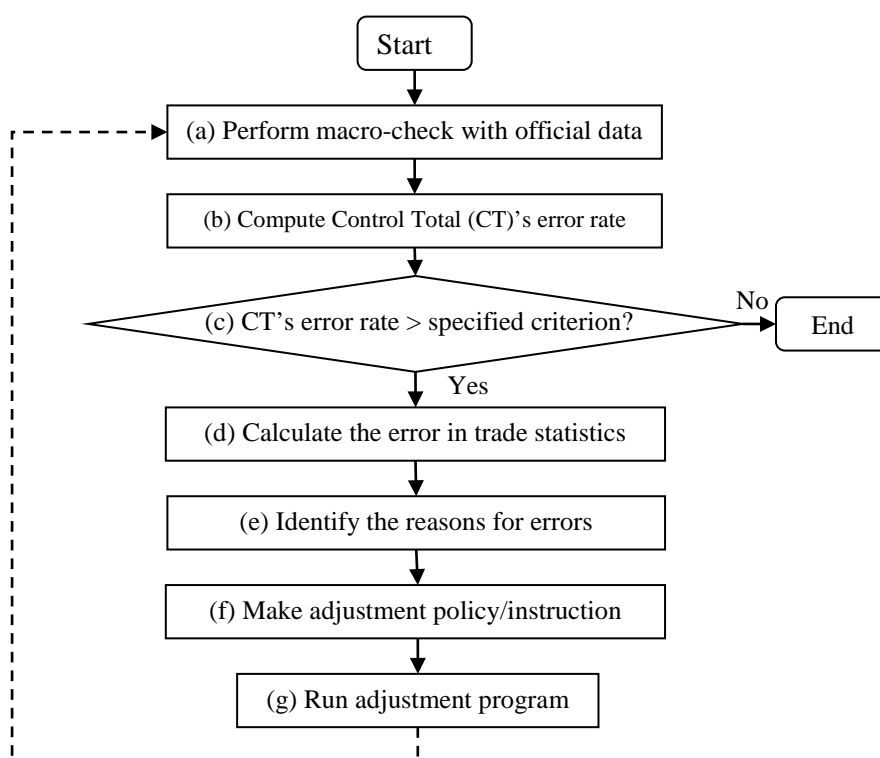 Start
(a) Perform macro-check with official data
(b) Compute Control Total (CT)’s error rate
(c) CT’s error rate > specified criterion?
No
End
Yes
(d) Calculate the error in trade statistics
(e) Identify the reasons for errors
(f) Make adjustment policy/instruction
(g) Run adjustment program